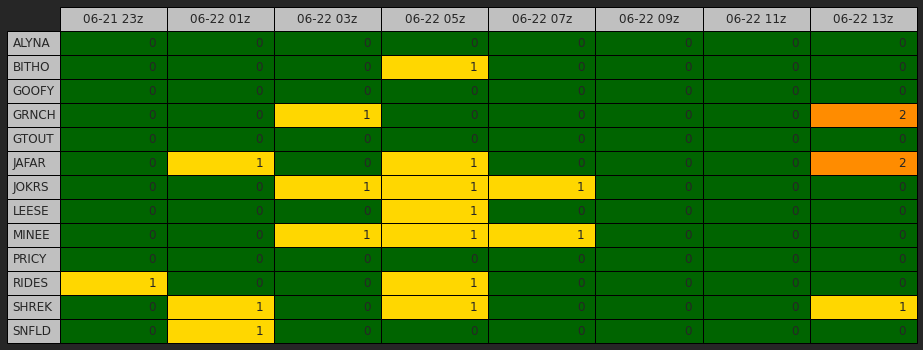 06-21 23z 06-22 01z 06-22 03z 06-22 05z 06-22 07z 06-22 09z 06-22 11z 06-22 13z
ALYNA 0 0 0 0 0 0 0 0
BITHO 0 0 0 1 0 0 0 0
GOOFY 0 0 0 0 0 0 0 0
GRNCH 0 0 1 0 0 0 0 2
GTOUT 0 0 0 0 0 0 0 0
JAFAR 0 1 0 1 0 0 0 2
JOKRS 0 0 1 1 1 0 0 0
LEESE 0 0 0 1 0 0 0 0
MINEE 0 0 1 1 1 0 0 0
PRICY 0 0 0 0 0 0 0 0
RIDES 1 0 0 1 0 0 0 0
SHREK 0 1 0 1 0 0 0 1
SNFLD 0 1 0 0 0 0 0 0